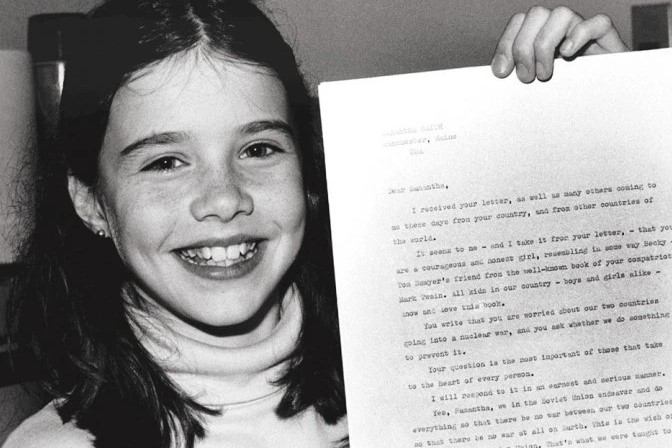 Samantha SMITH
Manchester, Maine
USA
Dear Samantha,
I received your letter, as well as many others coming to
me these days from your country, and from other countries of
the world.
It seems to me - and I take it from your letter, - that you
are a courageous and honest girl, resembling in some way Becky
Tom Sawyer's friend from the well-known book of your compatriot
Mark Twain. All kids in our country - boys and girls alike -
know and love this book.
You write that you are worried about our two countries
going into a nuclear war, and you ask whether we do something
to prevent it.
Your question is the most important of those that take
to the heart of every person.
I will respond to it in an earnest and serious manner.
Yes, Samantha, we in the Soviet Union endeavor and do
everything so that there be no war between our two countries
so that there be no war at all on Earth. This is the wish of
Union. That's what we were taught to